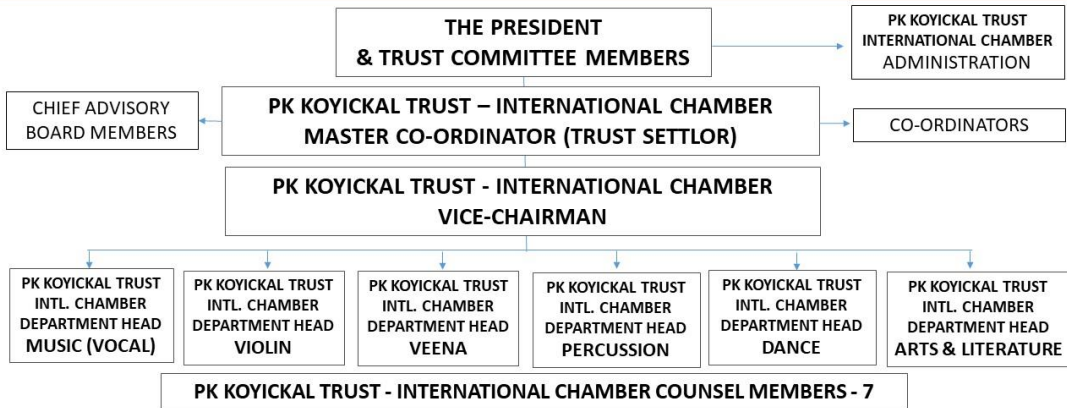 THE PRESIDENT
& TRUST COMMITTEE MEMBERS
PK KOYICKAL TRUST
INTERNATIONAL CHAMBER
ADMINISTRATION
CHIEF ADVISORY
BOARD MEMBERS
PK KOYICKAL TRUST – INTERNATIONAL CHAMBER
MASTER CO-ORDINATOR (TRUST SETTLOR)
CO-ORDINATORS
PK KOYICKAL TRUST - INTERNATIONAL CHAMBER
VICE-CHAIRMAN
PK KOYICKAL TRUST
INTL. CHAMBER
DEPARTMENT HEAD
MUSIC (VOCAL)
PK KOYICKAL TRUST
INTL. CHAMBER
DEPARTMENT HEAD
VIOLIN
PK KOYICKAL TRUST
INTL. CHAMBER
DEPARTMENT HEAD
VEENA
PK KOYICKAL TRUST
INTL. CHAMBER
DEPARTMENT HEAD
PERCUSSION
PK KOYICKAL TRUST
INTL. CHAMBER
DEPARTMENT HEAD
DANCE
PK KOYICKAL TRUST
INTL. CHAMBER
DEPARTMENT HEAD
ARTS & LITERATURE
PK KOYICKAL TRUST - INTERNATIONAL CHAMBER COUNSEL MEMBERS - 7